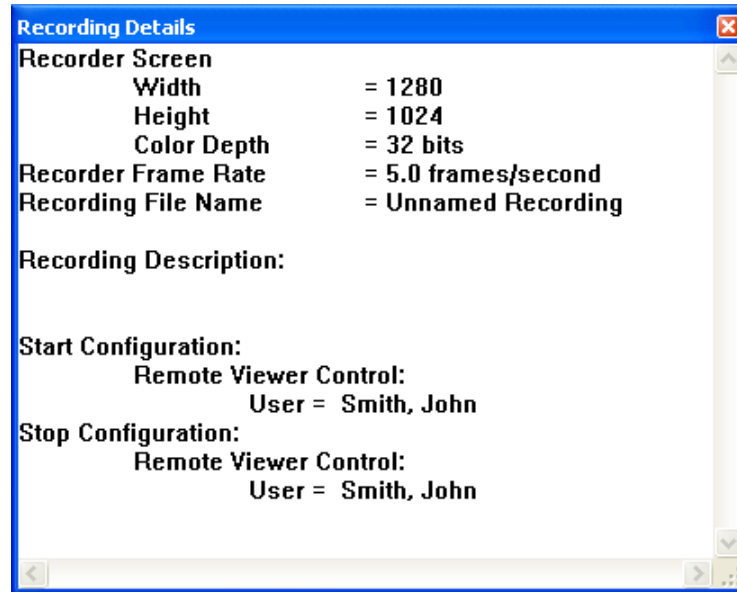 Recording Details
Recorder Screen
Width = 1280
Height = 1024
Color Depth = 32 bits
Recorder Frame Rate = 5.0 frames/second
Recording File Name = Unnamed Recording
Recording Description:
Start Configuration:
Remote Viewer Control:
User = Smith, John
Stop Configuration:
Remote Viewer Control:
User = Smith, John